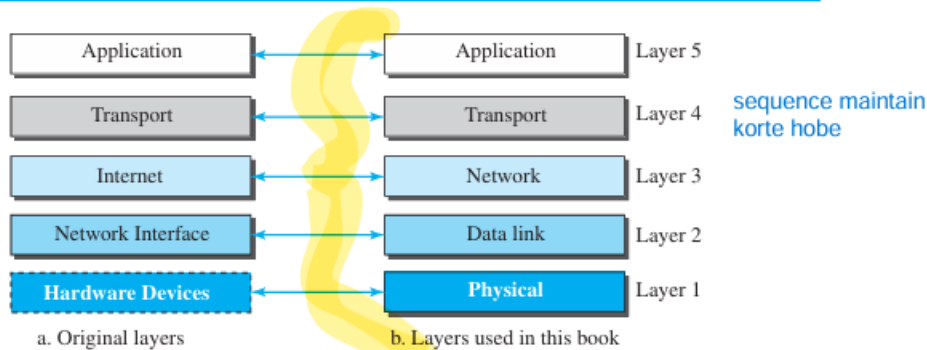 Application Application Layer 5
Transport Transport Layer 4
sequence maintain
korte hobe
Internet Network Layer 3
Network Interface Data link Layer 2
Hardware Devices Physical Layer 1
a. Original layers b. Layers used in this book